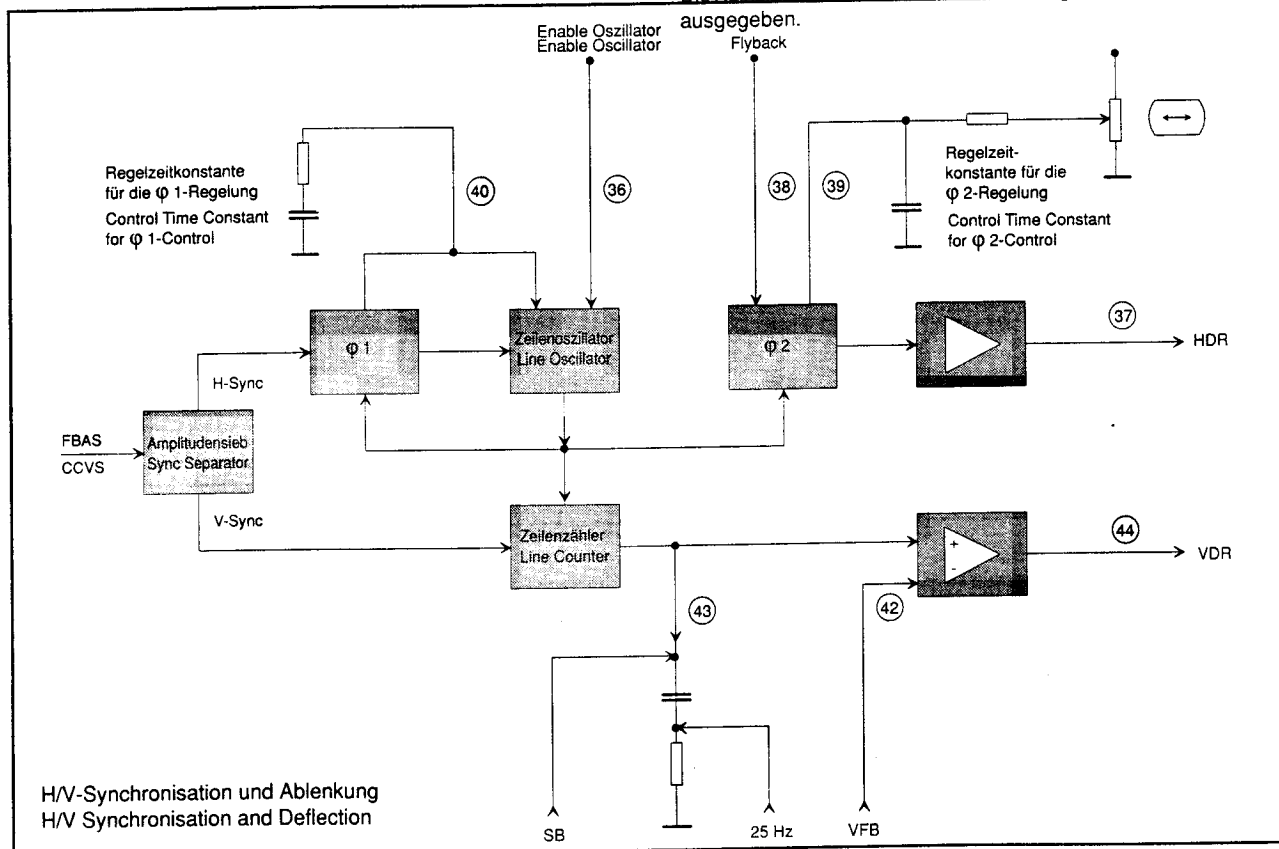 ausgegeben.
Enable Oszillator
Enable Oscillator
Flyback
Regelzeitkonstante
für die φ 1-Regelung
Control Time Constant
for φ 1-Control
40
36
38
39
Regelzeit-
konstante für die
φ 2-Regelung
Control Time Constant
for φ 2-Control
φ 1
Zeilenoszillator
Line Oscillator
φ 2
37
HDR
H-Sync
FBAS
CCVS
Amplitudensieb
Sync Separator
V-Sync
Zeilenzähler
Line Counter
+
-
44
VDR
43
42
H/V-Synchronisation und Ablenkung
H/V Synchronisation and Deflection
SB
25 Hz
VFB